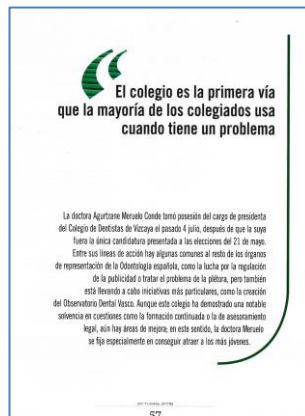 El colegio es la primera vía
que la mayoría de los colegiados usa
cuando tiene un problema
La doctora Agurtzane Meruelo Conde tomó posesión del cargo de presidenta
del Colegio de Dentistas de Vizcaya el pasado 4 julio, después de que la suya
fuera la única candidatura presentada a las elecciones del 21 de mayo.
Entre sus líneas de acción hay algunas comunes al resto de los órganos
de representación de la Odontología española, como la lucha por la regulación
de la publicidad o tratar el problema de la plétora, pero también
está llevando a cabo iniciativas más particulares, como la creación
del Observatorio Dental Vasco. Aunque este colegio ha demostrado una notable
solvencia en cuestiones como la formación continuada o la de asesoramiento
legal, aún hay áreas de mejora; en este sentido, la doctora Meruelo
se fija especialmente en conseguir atraer a los más jóvenes.
57